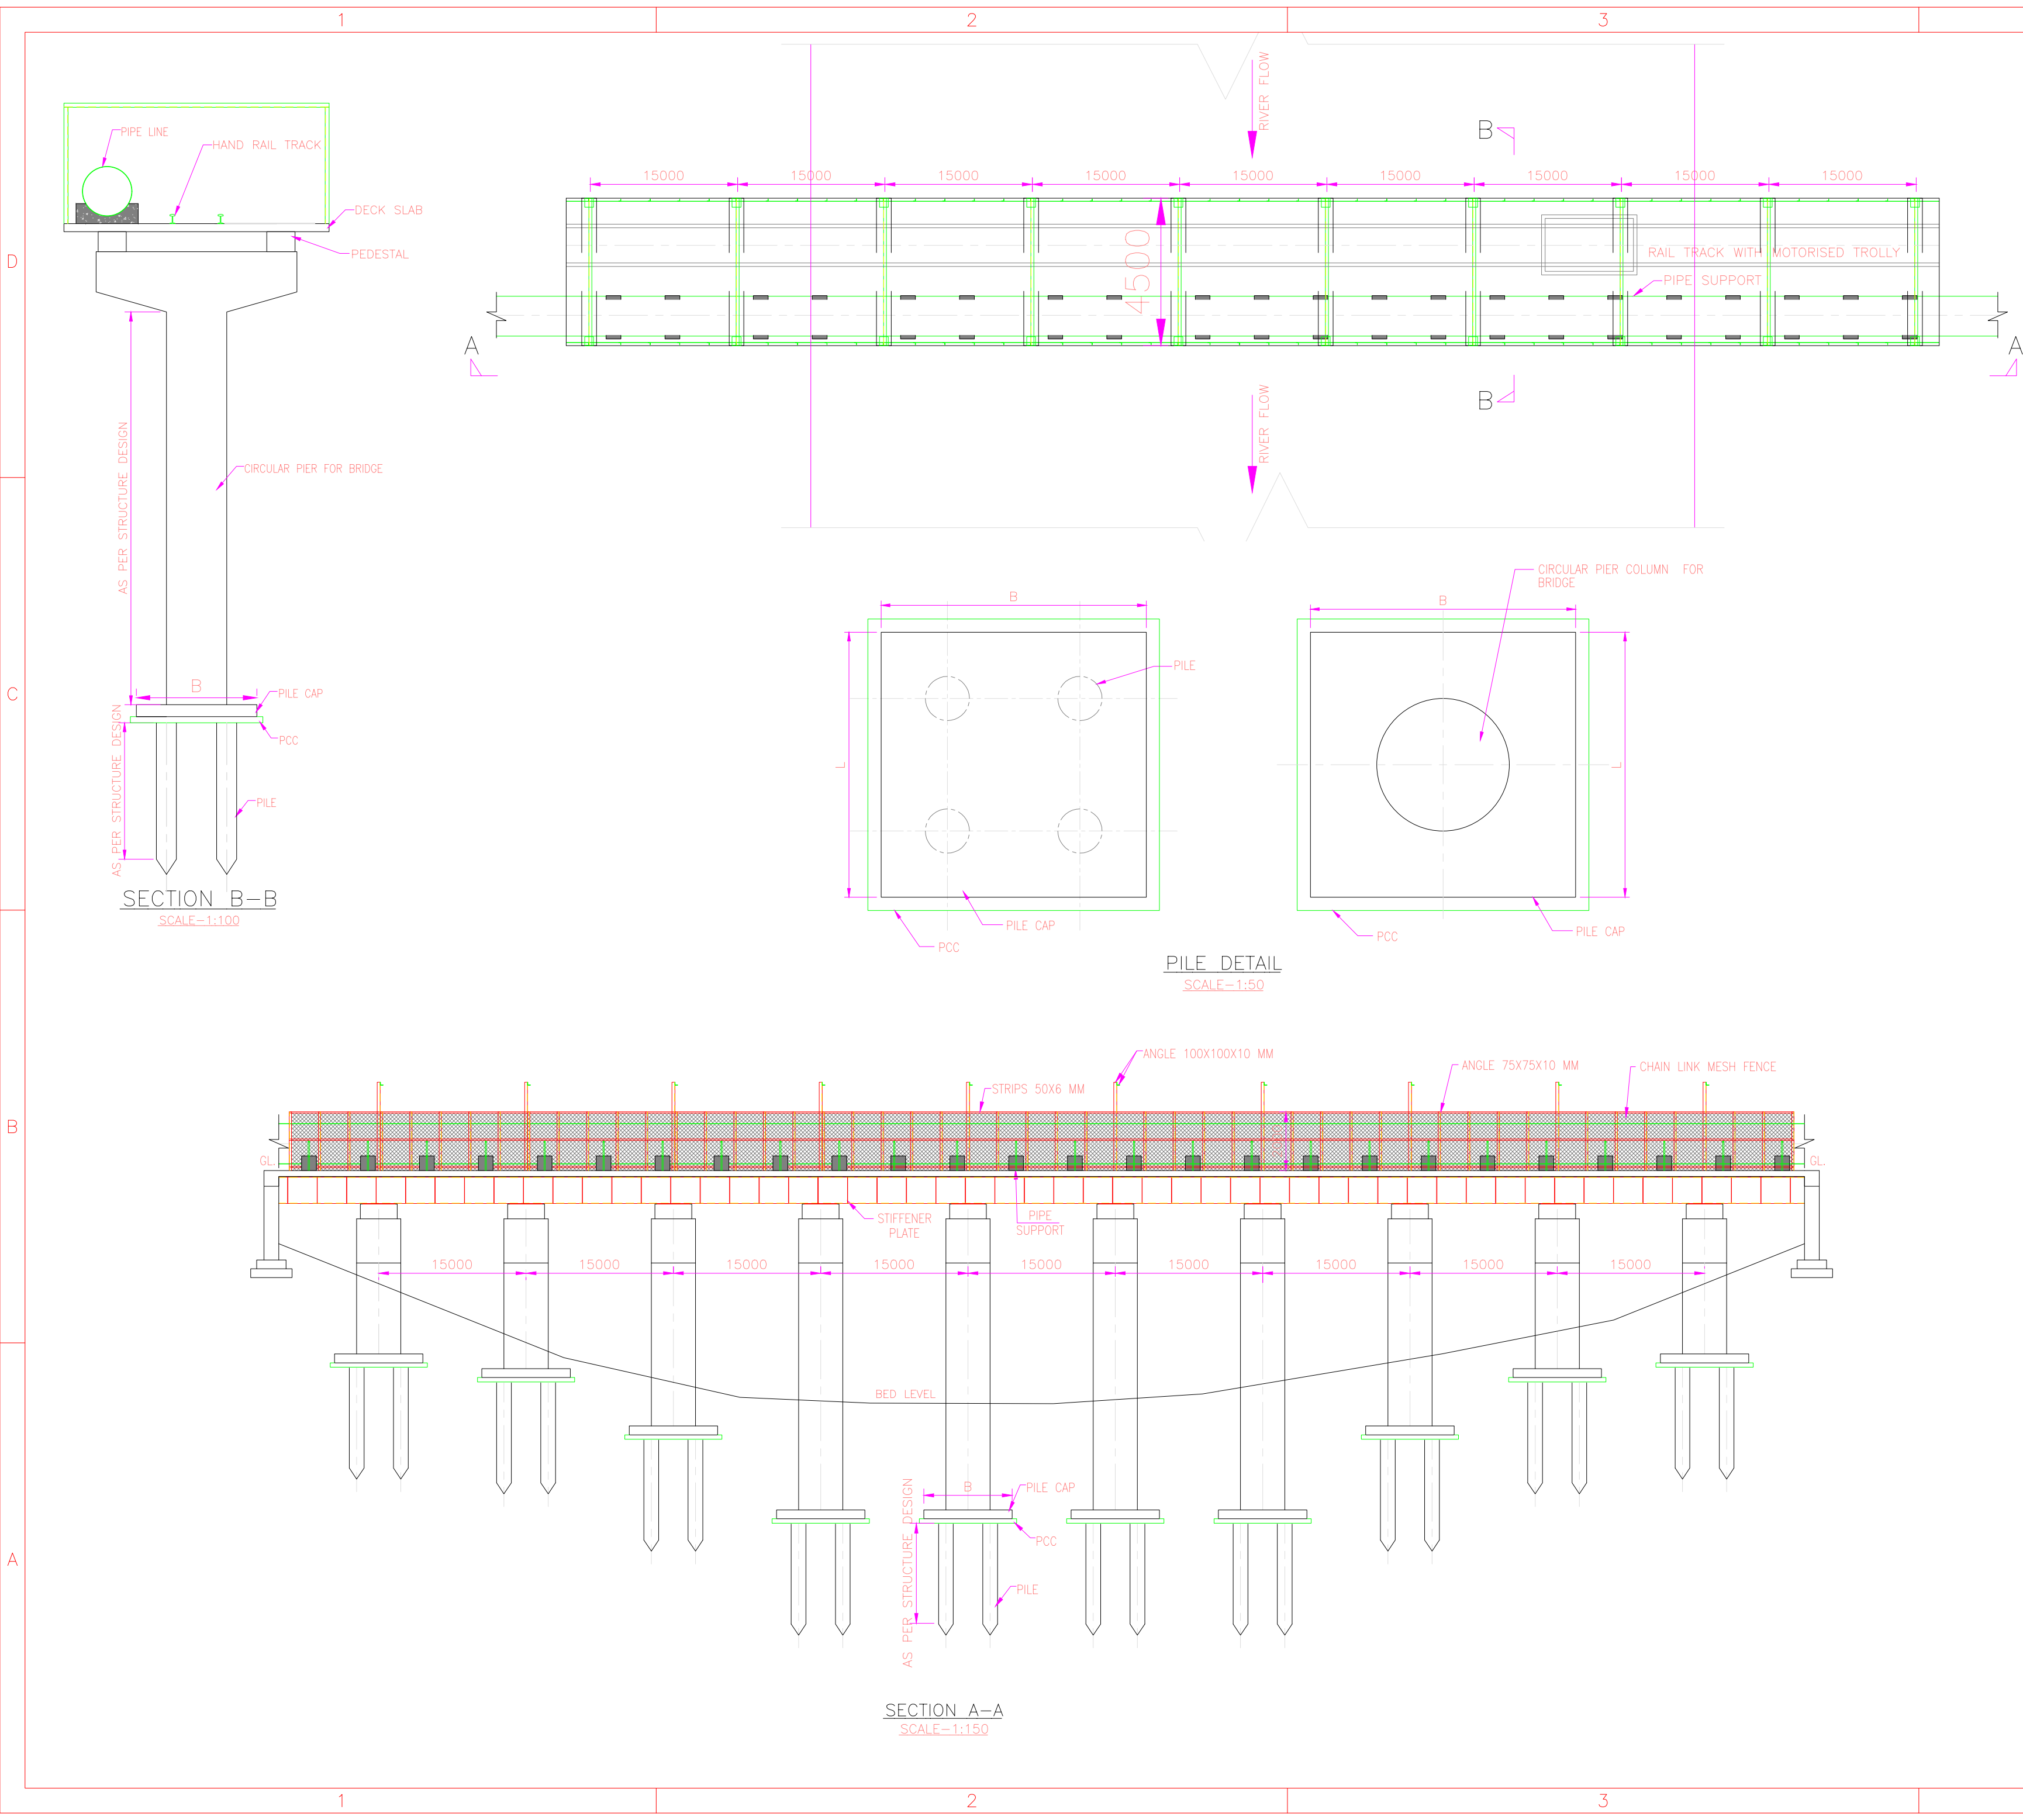 1
2
3
D
C
B
A
PIPE LINE
HAND RAIL TRACK
DECK SLAB
PEDESTAL
AS PER STRUCTURE DESIGN
CIRCULAR PIER FOR BRIDGE
B
PILE CAP
PCC
AS PER STRUCTURE DESIGN
PILE
SECTION B-B
SCALE-1:100
RIVER FLOW
B
15000
15000
15000
15000
15000
15000
15000
15000
15000
4500
RAIL TRACK WITH MOTORISED TROLLY
PIPE SUPPORT
A
A
B
RIVER FLOW
B
L
PILE
PILE CAP
PCC
CIRCULAR PIER COLUMN FOR
BRIDGE
B
L
PCC
PILE CAP
PILE DETAIL
SCALE-1:50
ANGLE 100X100X10 MM
STRIPS 50X6 MM
ANGLE 75X75X10 MM
CHAIN LINK MESH FENCE
GL.
GL.
STIFFENER
PLATE
PIPE
SUPPORT
15000
15000
15000
15000
15000
15000
15000
15000
15000
BED LEVEL
B
PILE CAP
PCC
AS PER STRUCTURE DESIGN
PILE
SECTION A-A
SCALE-1:150
1
2
3